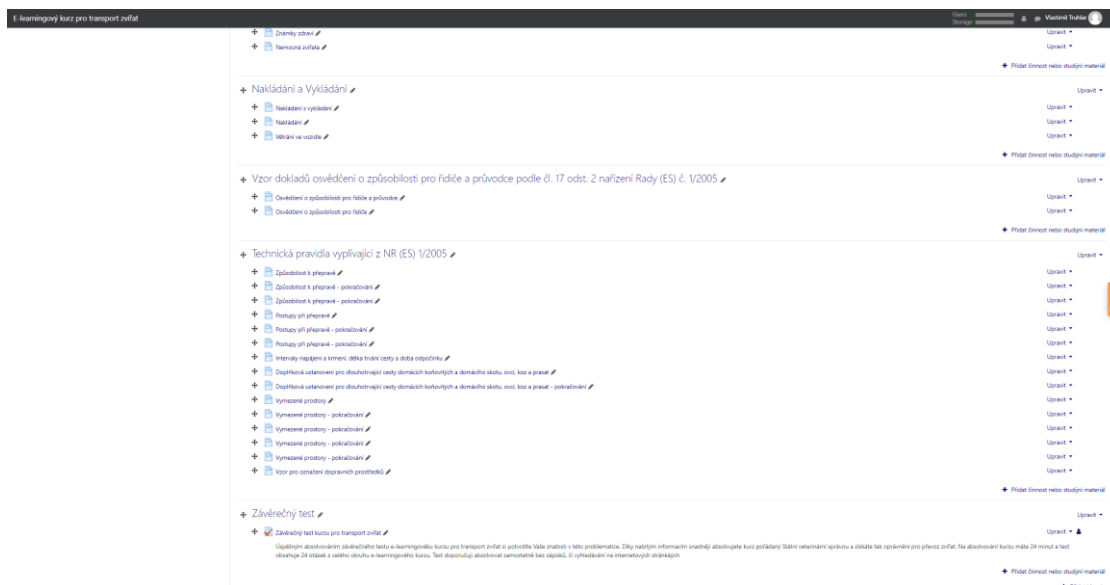 E-learningový kurz pro transport zvířat Users Vlastimil Truhlar
Storage
Známky zdraví Upravit
Nemocná zvířata Upravit
Přidat činnost nebo studijní materiál
Nakládání a Vykládání Upravit
Nakládání s vykládání Upravit
Nakládání Upravit
Větrání ve vozidle Upravit
Přidat činnost nebo studijní materiál
Vzor dokladů osvědčení o způsobilosti pro řidiče a průvodce podle čl. 17 odst. 2 nařízení Rady (ES) č. 1/2005 Upravit
Osvědčení o způsobilosti pro řidiče a průvodce Upravit
Osvědčení o způsobilosti pro řidiče Upravit
Přidat činnost nebo studijní materiál
Technická pravidla vyplívající z NR (ES) 1/2005 Upravit
Způsobilost k přepravě Upravit
Způsobilost k přepravě - pokračování Upravit
Způsobilost k přepravě - pokračování Upravit
Postupy při přepravě Upravit
Postupy při přepravě - pokračování Upravit
Postupy při přepravě - pokračování Upravit
Intervaly napájení a krmení, délka trvání cesty a doba odpočinku Upravit
Doplňková ustanovení pro dlouhotrvající cesty domácích koňovitých a domácího skotu, ovcí, koz a prasat Upravit
Doplňková ustanovení pro dlouhotrvající cesty domácích koňovitých a domácího skotu, ovcí, koz a prasat - pokračování Upravit
Vymezené prostory Upravit
Vymezené prostory - pokračování Upravit
Vymezené prostory - pokračování Upravit
Vymezené prostory - pokračování Upravit
Vymezené prostory - pokračování Upravit
Vzor pro označení dopravních prostředků Upravit
Přidat činnost nebo studijní materiál
Závěrečný test Upravit
Závěrečný test kurzu pro transport zvířat Upravit
Úspěšným absolvováním závěrečného testu e-learningového kurzu pro transport zvířat si potvrdíte Vaše znalosti v této problematice. Díky nabitým informacím snadněji absolvujete kurz pořádaný Státní veterinární správou a získáte tak oprávnění pro převoz zvířat. Na absolvování kurzu máte 24 minut a test
obsahuje 24 otázek z celého okruhu e-learningového kurzu. Test doporučuji absolvovat samostatně bez zápisků, či vyhledávání na internetových stránkách
Přidat činnost nebo studijní materiál